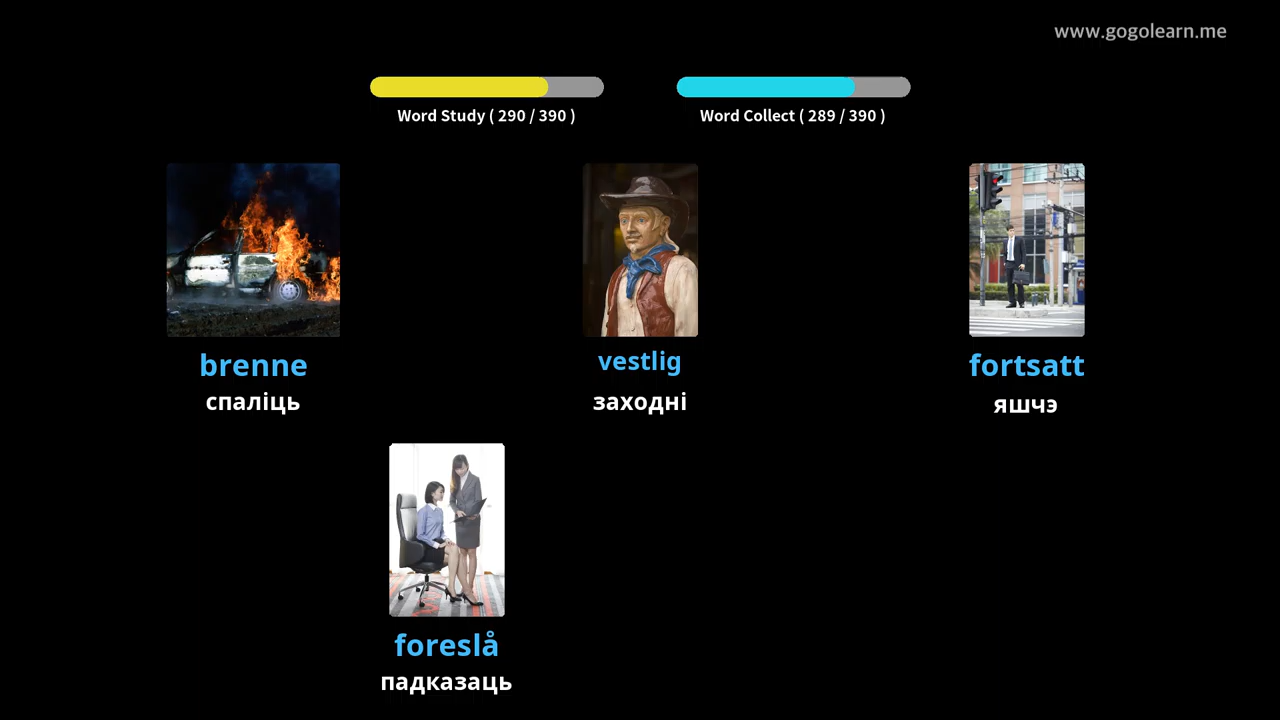 www.gogolearn.me
Word Study ( 290 / 390 )
Word Collect ( 289 / 390 )
brenne
спаліць
vestlig
заходні
fortsatt
яшчэ
foreslå
падказаць